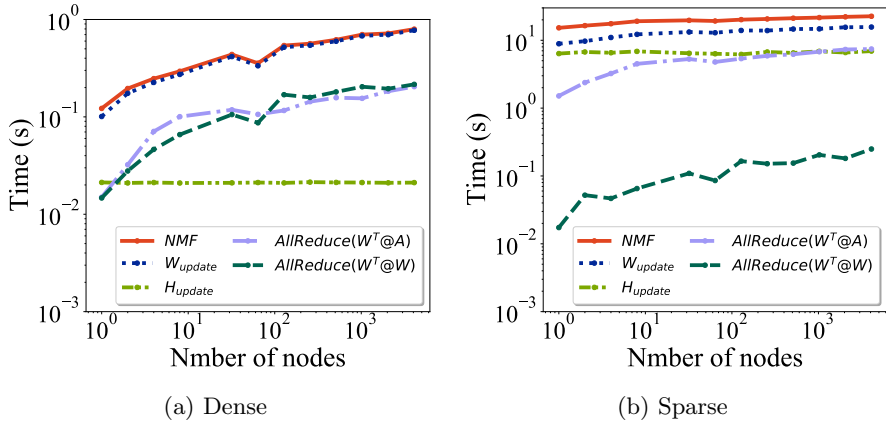 10^0
10^-1
10^-2
10^-3
Time (s)
NMF
W_update
H_update
AllReduce(W^T@A)
AllReduce(W^T@W)
10^0 10^1 10^2 10^3
Nmber of nodes
(a) Dense
10^1
10^0
10^-1
10^-2
10^-3
Time (s)
NMF
W_update
H_update
AllReduce(W^T@A)
AllReduce(W^T@W)
10^0 10^1 10^2 10^3
Nmber of nodes
(b) Sparse